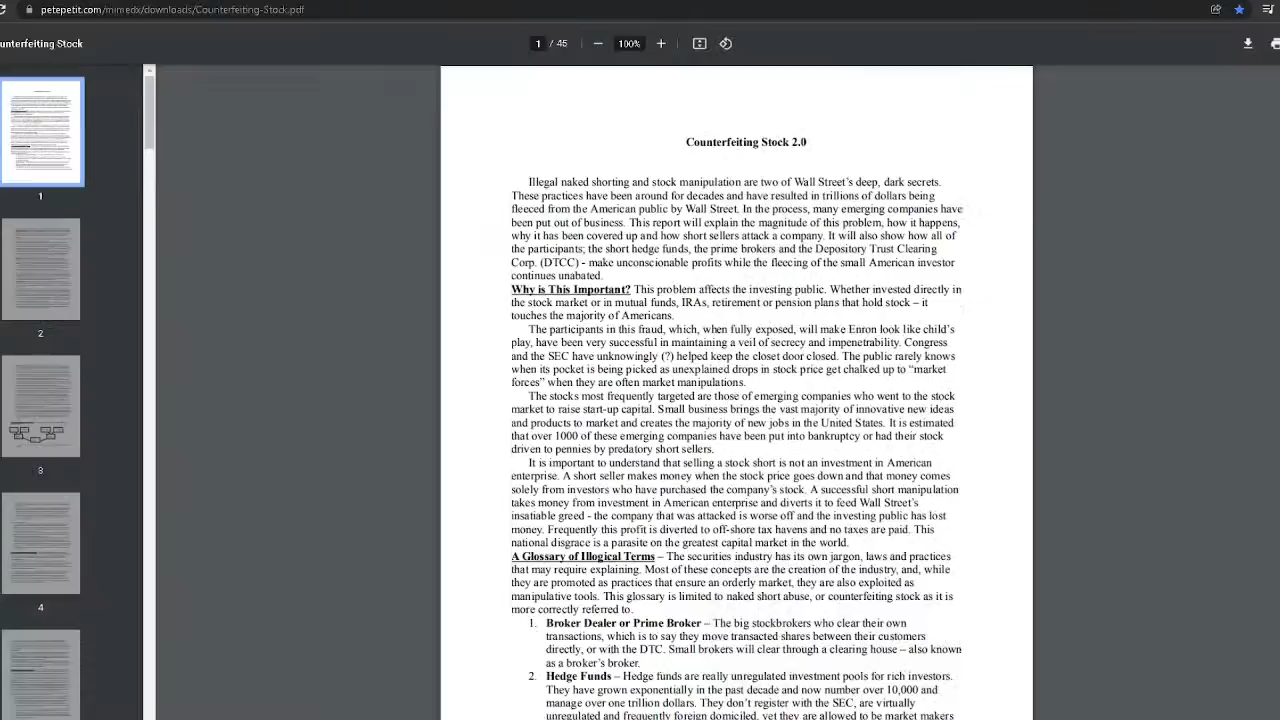 petepetit.com/mimedx/downloads/Counterfeiting-Stock.pdf
unterfeiting Stock
1 / 45
100%
1
2
3
4
Counterfeiting Stock 2.0
Illegal naked shorting and stock manipulation are two of Wall Street's deep, dark secrets.
These practices have been around for decades and have resulted in trillions of dollars being
fleeced from the American public by Wall Street. In the process, many emerging companies have
been put out of business. This report will explain the magnitude of this problem, how it happens,
why it has been covered up and how short sellers attack a company. It will also show how all of
the participants; the short hedge funds, the prime brokers and the Depository Trust Clearing
Corp. (DTCC) - make unconscionable profits while the fleecing of the small American investor
continues unabated.
Why is This Important? This problem affects the investing public. Whether invested directly in
the stock market or in mutual funds, IRAs, retirement or pension plans that hold stock – it
touches the majority of Americans.
The participants in this fraud, which, when fully exposed, will make Enron look like child's
play, have been very successful in maintaining a veil of secrecy and impenetrability. Congress
and the SEC have unknowingly (?) helped keep the closet door closed. The public rarely knows
when its pocket is being picked as unexplained drops in stock price get chalked up to "market
forces" when they are often market manipulations.
The stocks most frequently targeted are those of emerging companies who went to the stock
market to raise start-up capital. Small business brings the vast majority of innovative new ideas
and products to market and creates the majority of new jobs in the United States. It is estimated
that over 1000 of these emerging companies have been put into bankruptcy or had their stock
driven to pennies by predatory short sellers.
It is important to understand that selling a stock short is not an investment in American
enterprise. A short seller makes money when the stock price goes down and that money comes
solely from investors who have purchased the company's stock. A successful short manipulation
takes money from investment in American enterprise and diverts it to feed Wall Street's
insatiable greed - the company that was attacked is worse off and the investing public has lost
money. Frequently this profit is diverted to off-shore tax havens and no taxes are paid. This
national disgrace is a parasite on the greatest capital market in the world.
A Glossary of Illogical Terms – The securities industry has its own jargon, laws and practices
that may require explaining. Most of these concepts are the creation of the industry, and, while
they are promoted as practices that ensure an orderly market, they are also exploited as
manipulative tools. This glossary is limited to naked short abuse, or counterfeiting stock as it is
more correctly referred to.
1. Broker Dealer or Prime Broker – The big stockbrokers who clear their own
transactions, which is to say they move transacted shares between their customers
directly, or with the DTC. Small brokers will clear through a clearing house – also known
as a broker's broker.
2. Hedge Funds – Hedge funds are really unregulated investment pools for rich investors.
They have grown exponentially in the past decade and now number over 10,000 and
manage over one trillion dollars. They don't register with the SEC, are virtually
unregulated and frequently foreign domiciled, yet they are allowed to be market makers